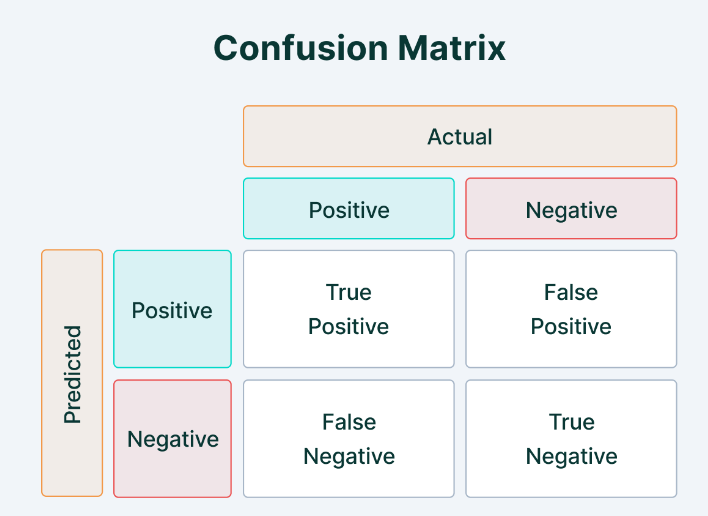 Confusion Matrix
Actual
Positive
Negative
Predicted
Positive
True
Positive
False
Positive
Negative
False
Negative
True
Negative